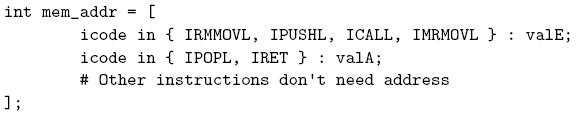 int mem_addr = [
        icode in { IRMMOVL, IPUSHL, ICALL, IMRMOVL } : valE;
        icode in { IPOPL, IRET } : valA;
        # Other instructions don't need address
];